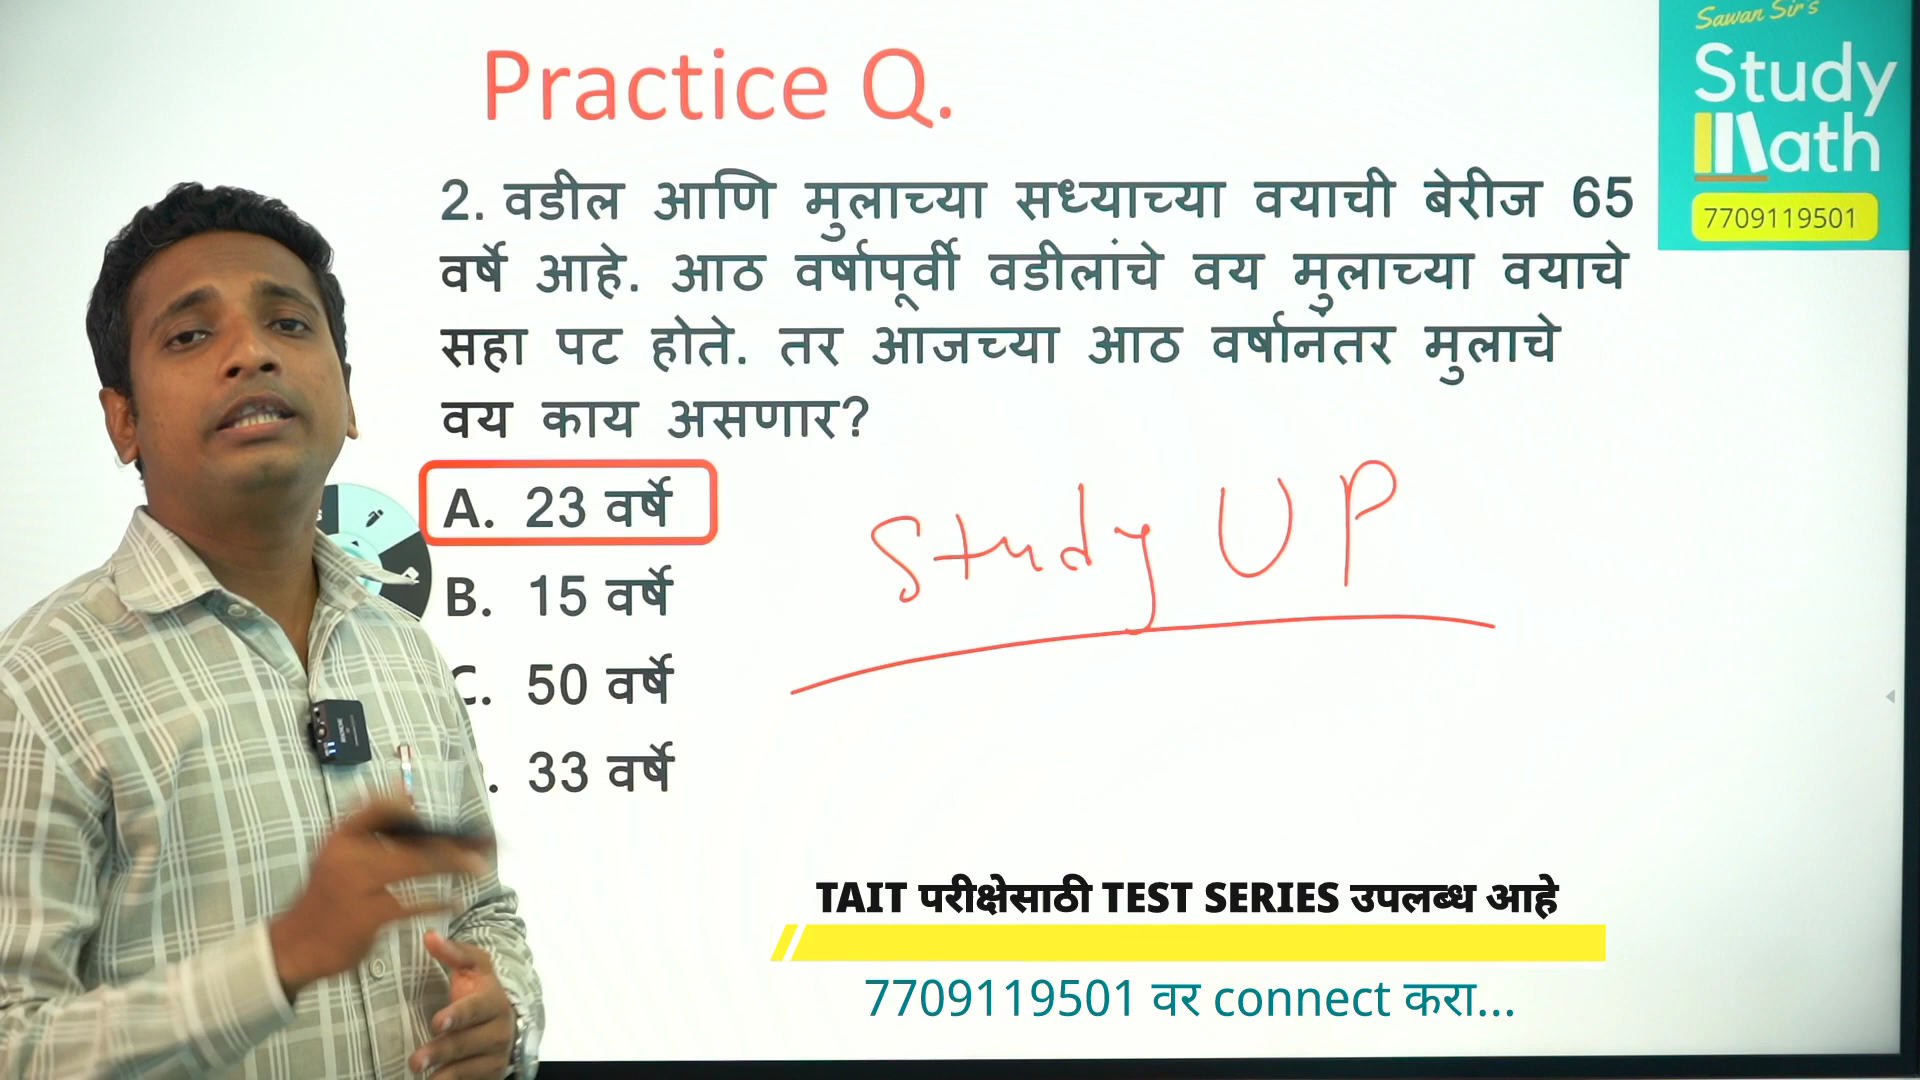 Practice Q.
Sawan Sir's
Study
Math
7709119501
2. वडील आणि मुलाच्या सध्याच्या वयाची बेरीज 65
वर्षे आहे. आठ वर्षापूर्वी वडीलांचे वय मुलाच्या वयाचे
सहा पट होते. तर आजच्या आठ वर्षानंतर मुलाचे
वय काय असणार?
A. 23 वर्षे
B. 15 वर्षे
C. 50 वर्षे
. 33 वर्षे
Study UP
TAIT परीक्षेसाठी TEST SERIES उपलब्ध आहे
7709119501 वर connect करा...